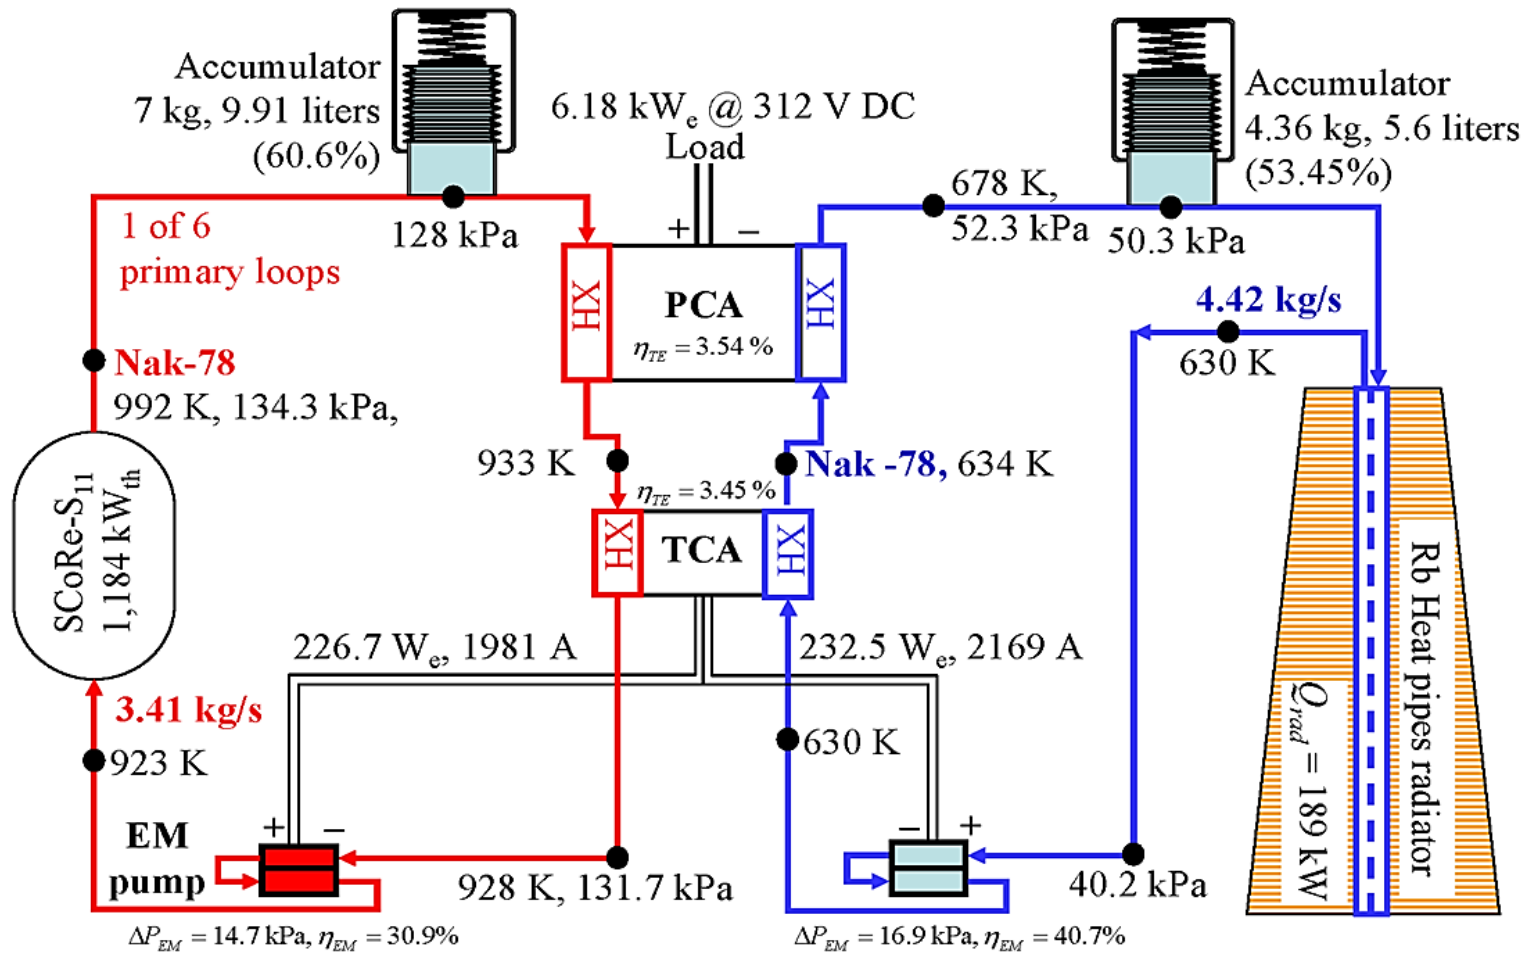 Accumulator
7 kg, 9.91 liters
(60.6%)
6.18 kWe @ 312 V DC
Load
Accumulator
4.36 kg, 5.6 liters
(53.45%)
1 of 6
primary loops
128 kPa
+ −
678 K,
52.3 kPa
50.3 kPa
HX
PCA
ηTE = 3.54 %
HX
4.42 kg/s
630 K
Nak-78
992 K, 134.3 kPa,
933 K
Nak -78, 634 K
ηTE = 3.45 %
HX
TCA
HX
SCoRe-S11
1,184 kWth
226.7 We, 1981 A
232.5 We, 2169 A
3.41 kg/s
923 K
630 K
Rb Heat pipes radiator
Qrad = 189 kW
EM
pump
+ −
− +
928 K, 131.7 kPa
40.2 kPa
ΔPEM = 14.7 kPa, ηEM = 30.9%
ΔPEM = 16.9 kPa, ηEM = 40.7%